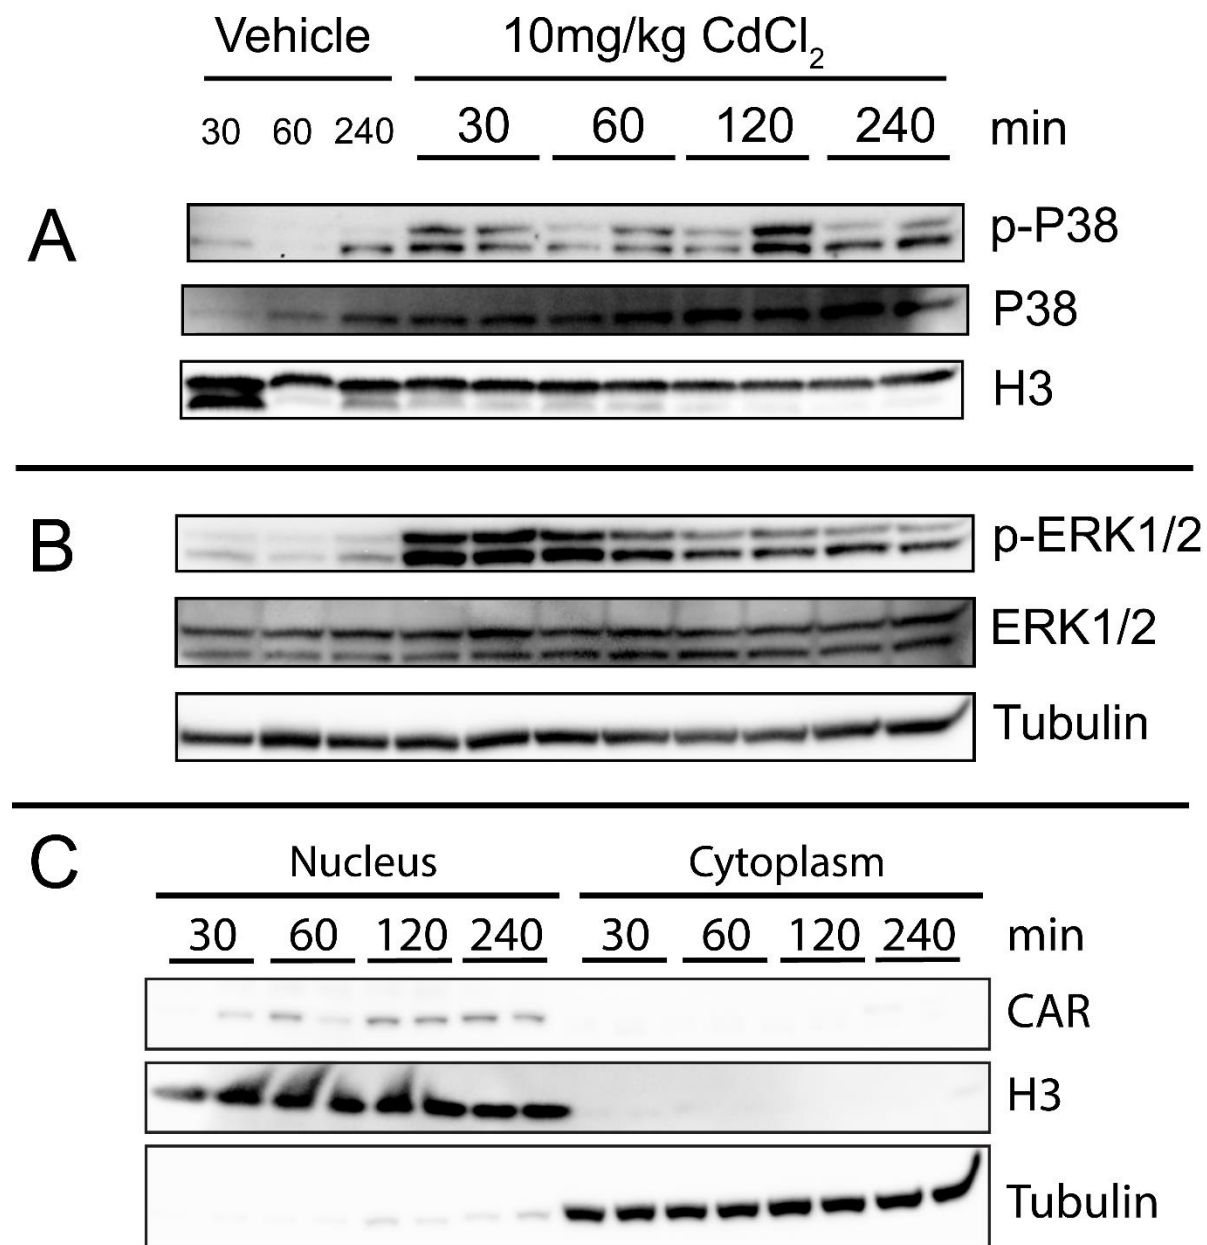 Vehicle 10mg/kg CdCl2
30 60 240 30 60 120 240 min
A
p-P38
P38
H3
B
p-ERK1/2
ERK1/2
Tubulin
C
Nucleus Cytoplasm
30 60 120 240 30 60 120 240 min
CAR
H3
Tubulin